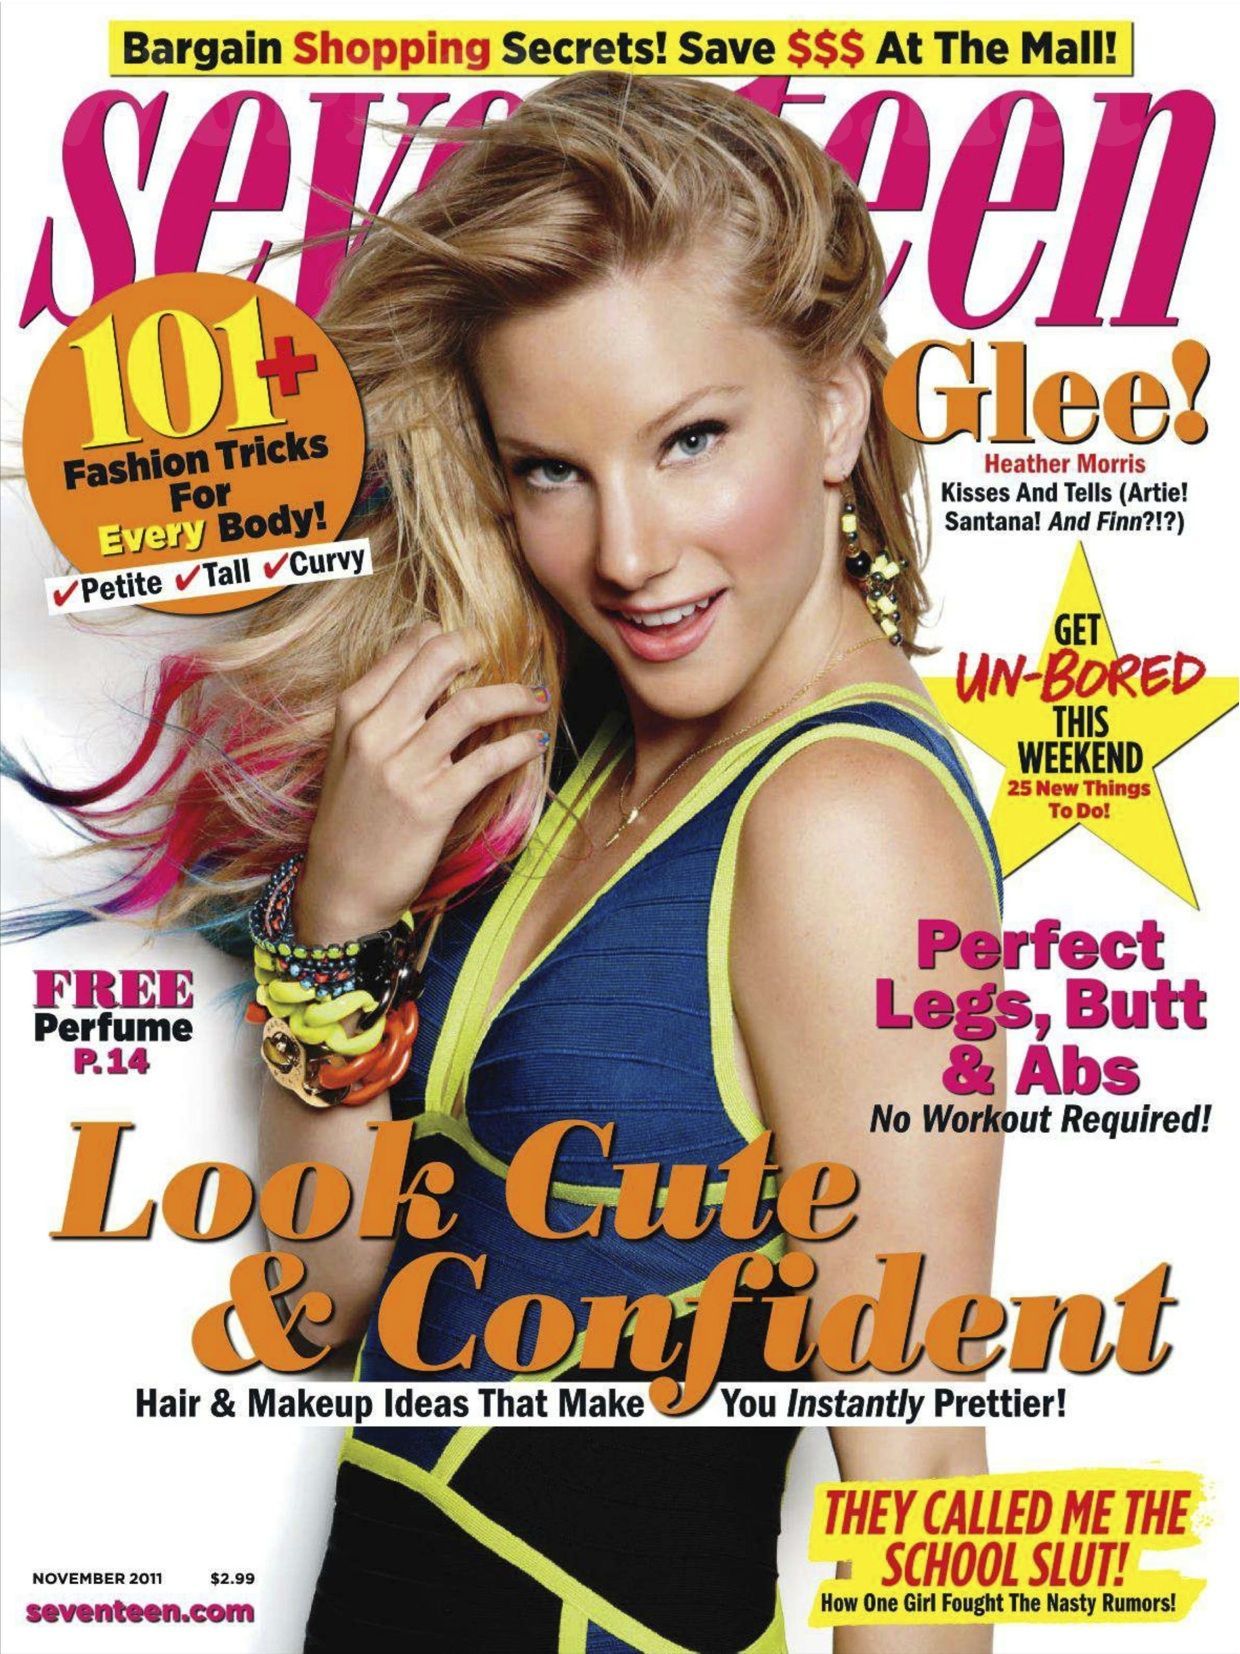 Bargain Shopping Secrets! Save $$$ At The Mall!
seventeen
101+
Fashion Tricks
For
Every Body!
✓Petite ✓Tall ✓Curvy
Glee!
Heather Morris
Kisses And Tells (Artie!
Santana! And Finn?!?)
GET
UN-BORED
THIS
WEEKEND
25 New Things
To Do!
Perfect
Legs, Butt
& Abs
No Workout Required!
FREE
Perfume
P.14
Look Cute
& Confident
Hair & Makeup Ideas That Make You Instantly Prettier!
THEY CALLED ME THE
SCHOOL SLUT!
How One Girl Fought The Nasty Rumors!
NOVEMBER 2011 $2.99
seventeen.com